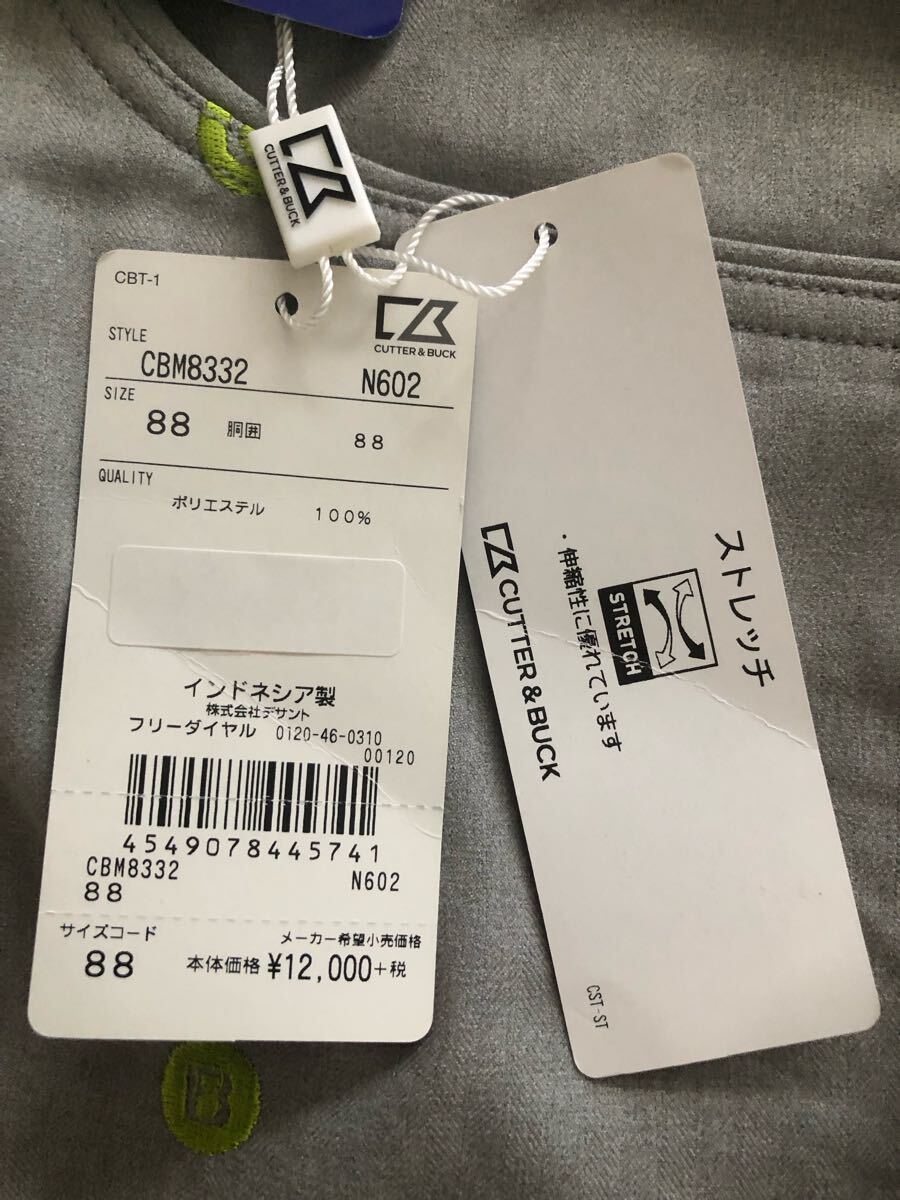 CUTTER & BUCK
CBT-1
CUTTER & BUCK
STYLE
CBM8332 N602
SIZE
88 胴囲 88
QUALITY
ポリエステル 100%
インドネシア製
株式会社デサント
フリーダイヤル 0120-46-0310
00120
4549078445741
CBM8332 N602
88
サイズコード メーカー希望小売価格
88 本体価格 ¥12,000+税
ストレッチ
STRETCH
・伸縮性に優れています
CUTTER & BUCK
CST-ST
B